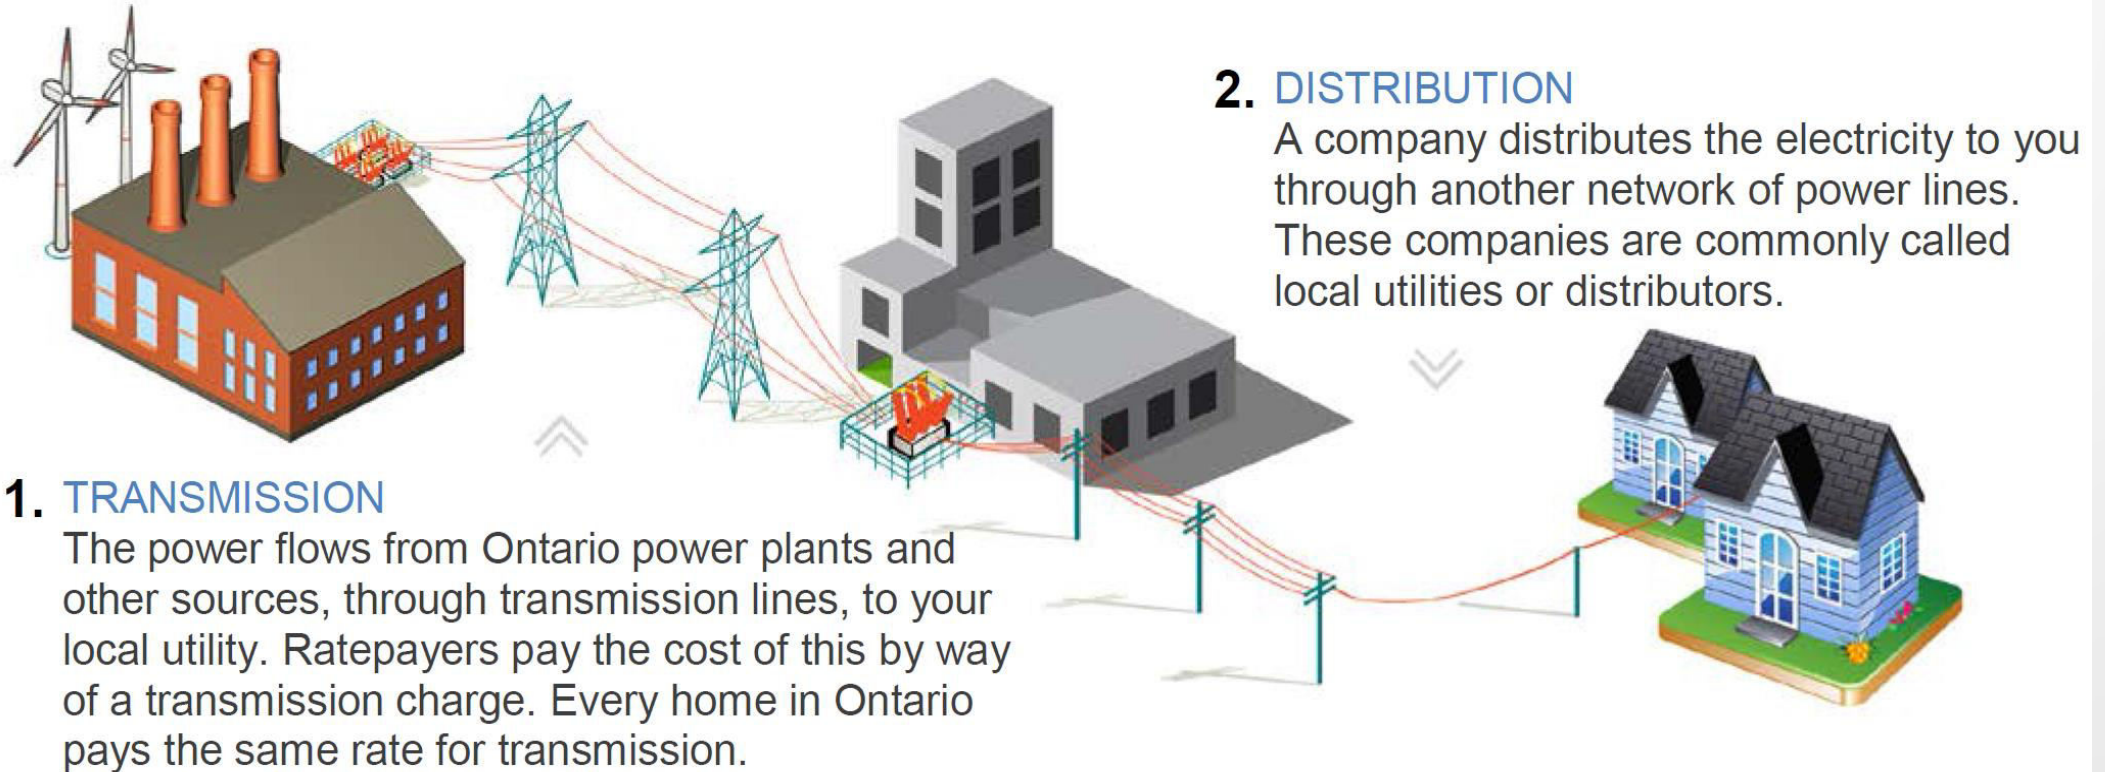 2. DISTRIBUTION
A company distributes the electricity to you
through another network of power lines.
These companies are commonly called
local utilities or distributors.
1. TRANSMISSION
The power flows from Ontario power plants and
other sources, through transmission lines, to your
local utility. Ratepayers pay the cost of this by way
of a transmission charge. Every home in Ontario
pays the same rate for transmission.